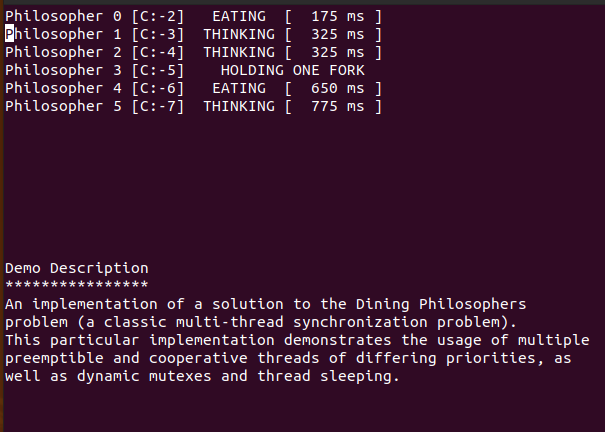 Philosopher 0 [C:-2]   EATING  [  175 ms ]
Philosopher 1 [C:-3]  THINKING [  325 ms ]
Philosopher 2 [C:-4]  THINKING [  325 ms ]
Philosopher 3 [C:-5]    HOLDING ONE FORK
Philosopher 4 [C:-6]   EATING  [  650 ms ]
Philosopher 5 [C:-7]  THINKING [  775 ms ]
Demo Description
****************
An implementation of a solution to the Dining Philosophers
problem (a classic multi-thread synchronization problem).
This particular implementation demonstrates the usage of multiple
preemptible and cooperative threads of differing priorities, as
well as dynamic mutexes and thread sleeping.